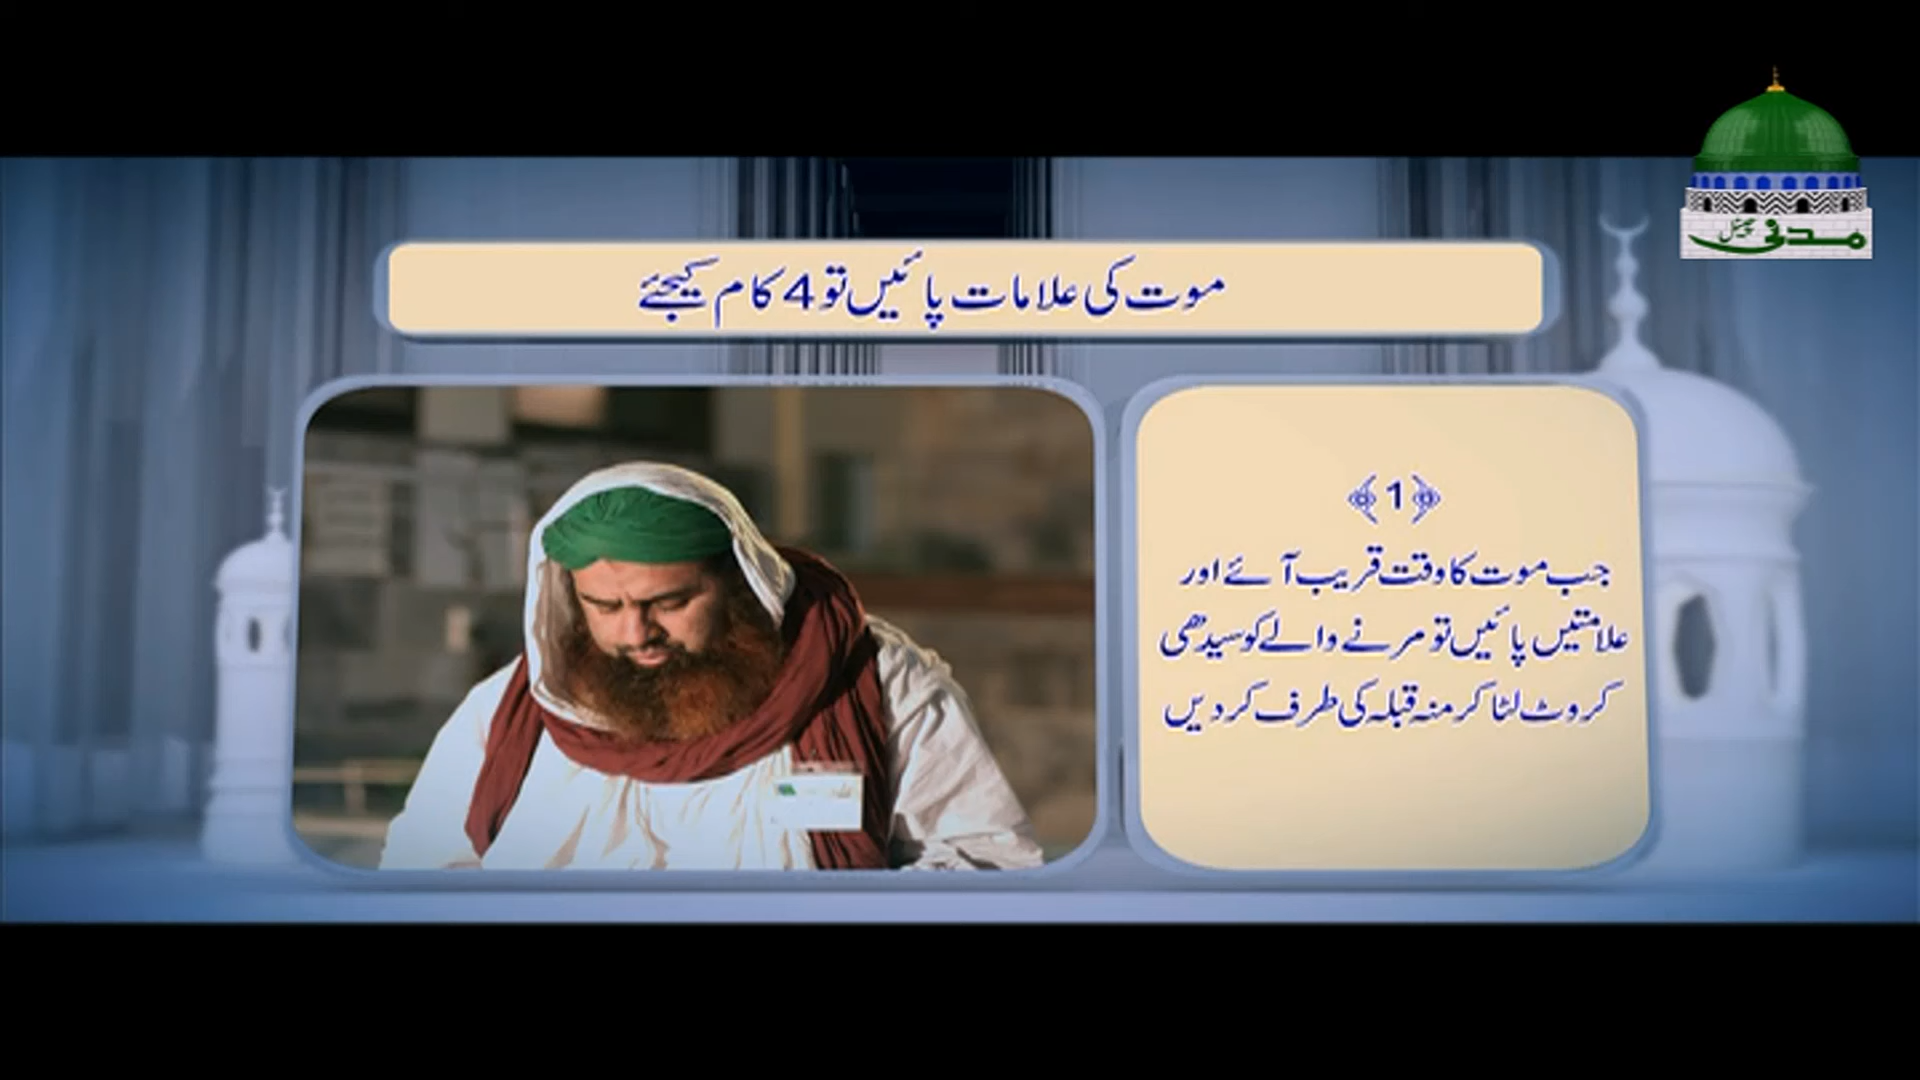 مدنی چینل
موت کی علامات پائیں تو 4 کام کیجئے
1
جب موت کا وقت قریب آئے اور
علامتیں پائیں تو مرنے والے کو سیدھی
کروٹ لٹا کر منہ قبلہ کی طرف کر دیں